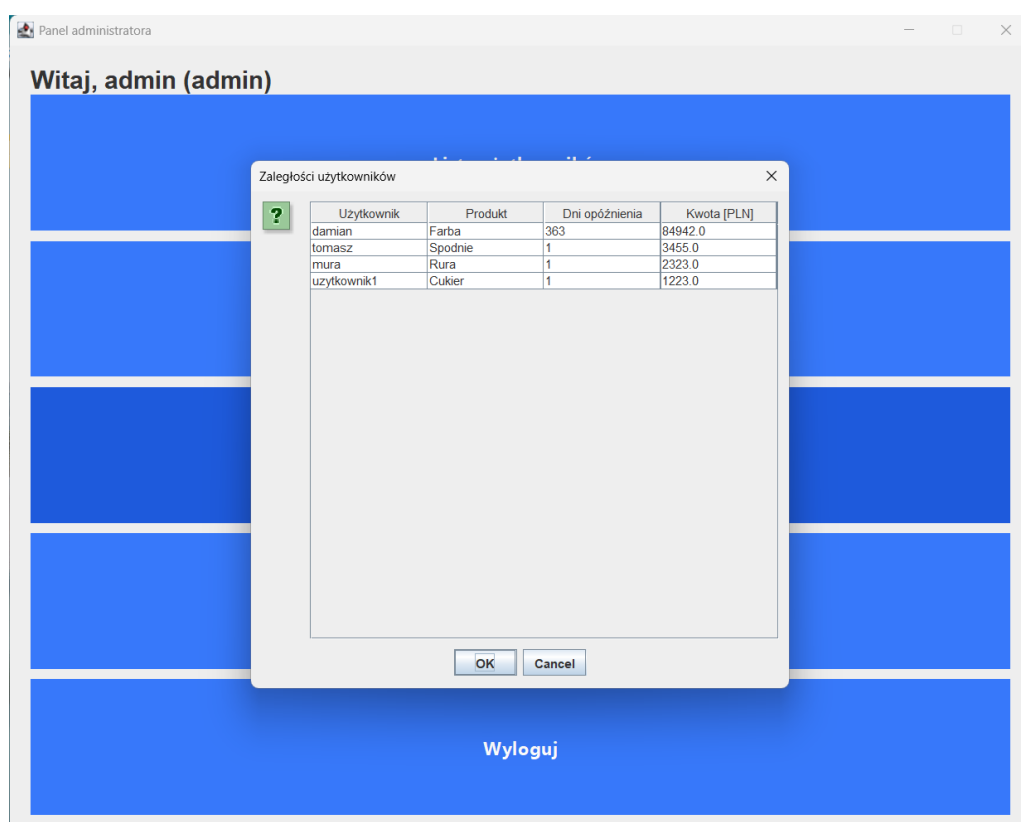 Panel administratora
Witaj, admin (admin)
Zaległości użytkowników
?
Użytkownik Produkt Dni opóźnienia Kwota [PLN]
damian Farba 363 84942.0
tomasz Spodnie 1 3455.0
mura Rura 1 2323.0
uzytkownik1 Cukier 1 1223.0
OK Cancel
Wyloguj